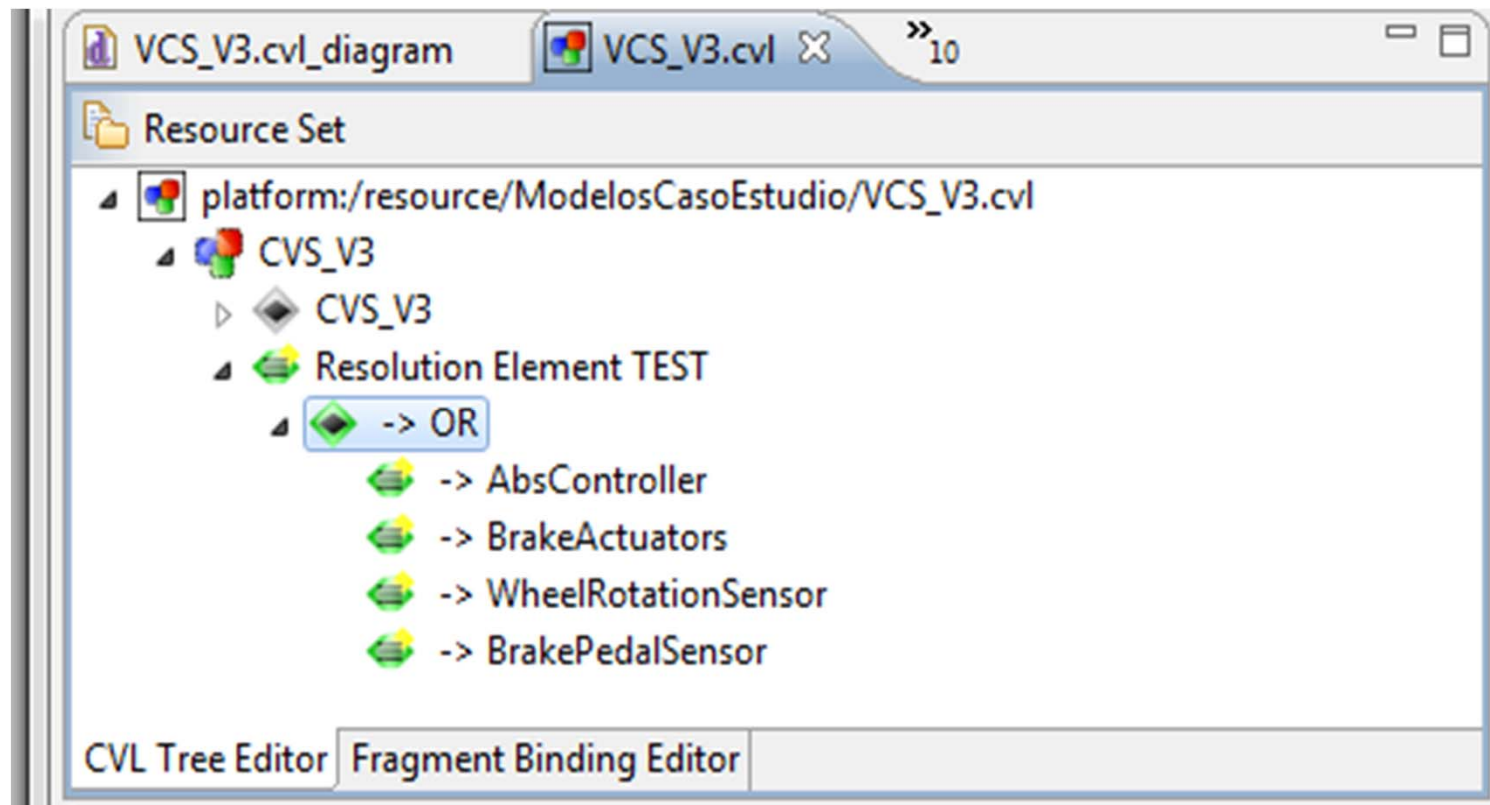 VCS_V3.cvl_diagram VCS_V3.cvl »10
Resource Set
platform:/resource/ModelosCasoEstudio/VCS_V3.cvl
CVS_V3
CVS_V3
Resolution Element TEST
-> OR
-> AbsController
-> BrakeActuators
-> WheelRotationSensor
-> BrakePedalSensor
CVL Tree Editor Fragment Binding Editor